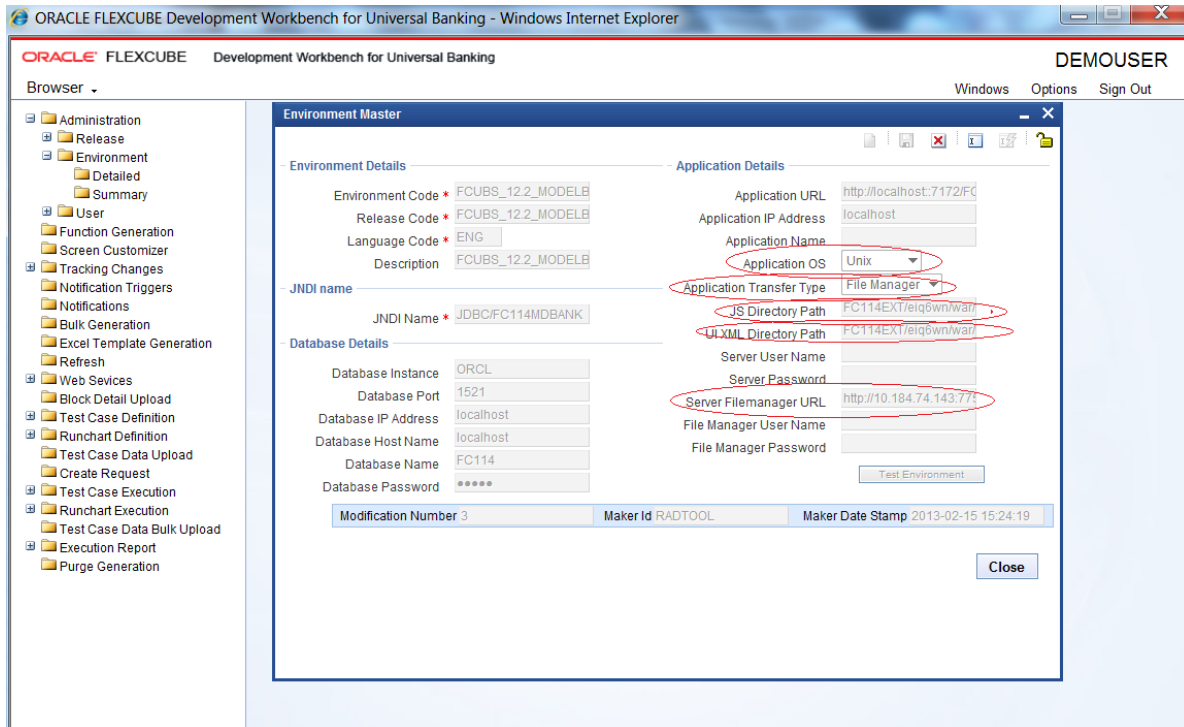 ORACLE FLEXCUBE Development Workbench for Universal Banking - Windows Internet Explorer
X
ORACLE FLEXCUBE Development Workbench for Universal Banking
DEMOUSER
Browser
Windows Options Sign Out
Administration
Release
Environment
Detailed
Summary
User
Function Generation
Screen Customizer
Tracking Changes
Notification Triggers
Notifications
Bulk Generation
Excel Template Generation
Refresh
Web Sevices
Block Detail Upload
Test Case Definition
Runchart Definition
Test Case Data Upload
Create Request
Test Case Execution
Runchart Execution
Test Case Data Bulk Upload
Execution Report
Purge Generation
Environment Master
Environment Details
Environment Code * FCUBS_12.2_MODELB
Release Code * FCUBS_12.2_MODELB
Language Code * ENG
Description FCUBS_12.2_MODELB
JNDI name
JNDI Name * JDBC/FC114MDBANK
Database Details
Database Instance ORCL
Database Port 1521
Database IP Address localhost
Database Host Name localhost
Database Name FC114
Database Password •••••
Application Details
Application URL http://localhost::7172/FC
Application IP Address localhost
Application Name
Application OS Unix
Application Transfer Type File Manager
JS Directory Path FC114EXT/eiq6wn/war/
UI XML Directory Path FC114EXT/eiq6wn/war/
Server User Name
Server Password
Server Filemanager URL http://10.184.74.143:775
File Manager User Name
File Manager Password
Test Environment
Modification Number 3 Maker Id RADTOOL Maker Date Stamp 2013-02-15 15:24:19
Close